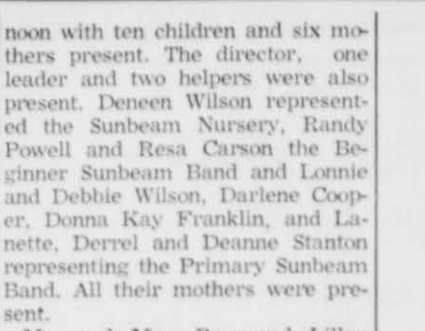 noon with ten children and six mo-
thers present. The director, one
leader and two helpers were also
present. Deneen Wilson represent-
ed the Sunbeam Nursery, Randy
Powell and Resa Carson the Be-
ginner Sunbeam Band and Lonnie
and Debbie Wilson, Darlene Coop-
er, Donna Kay Franklin, and La-
nette, Derrel and Deanne Stanton
representing the Primary Sunbeam
Band. All their mothers were pre-
sent.